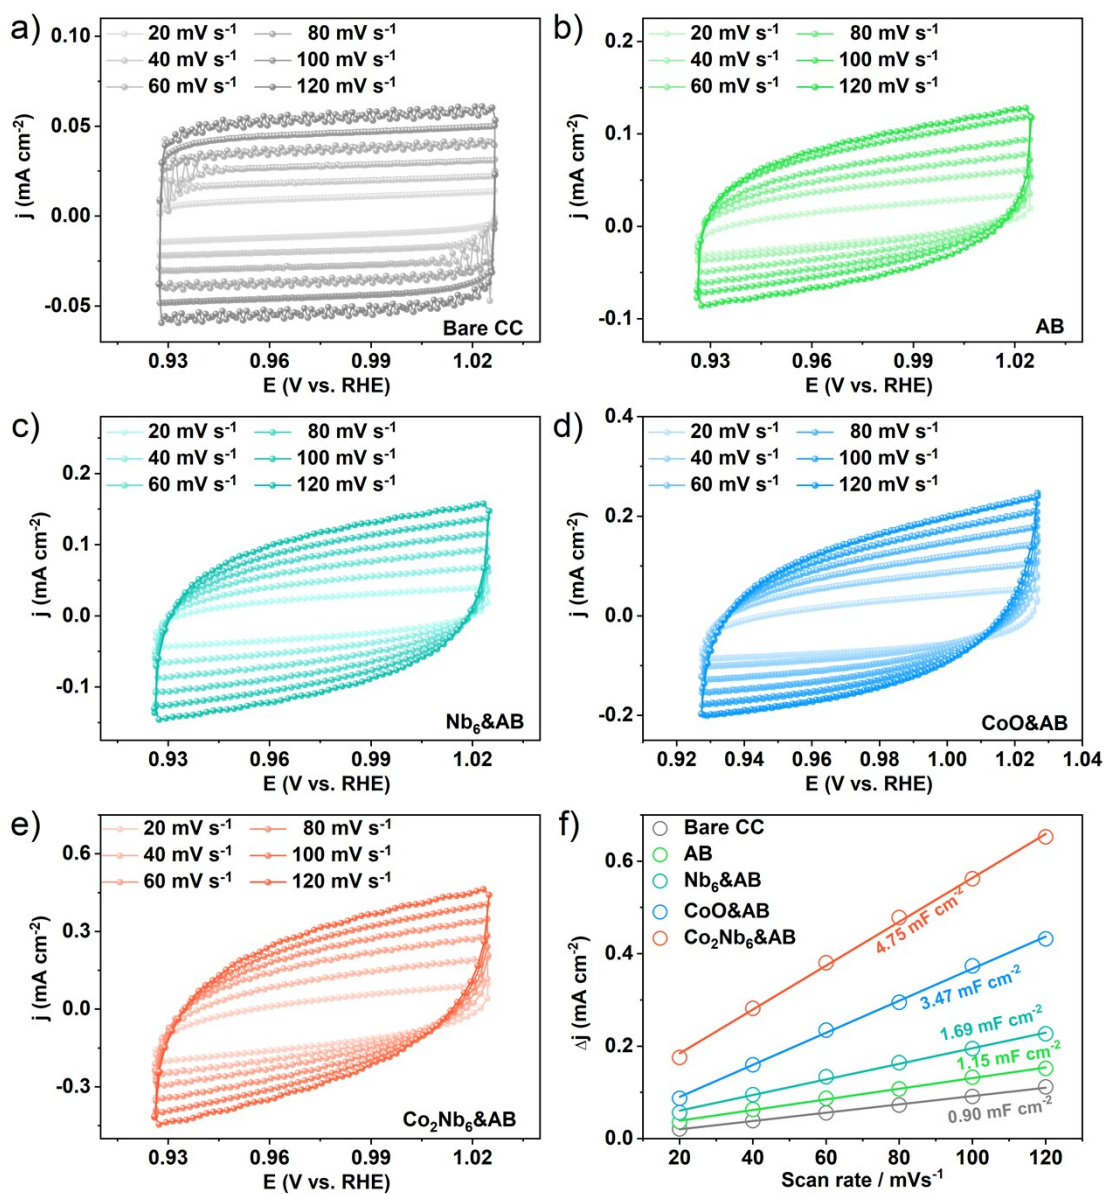 a)
20 mV s⁻¹ 80 mV s⁻¹
40 mV s⁻¹ 100 mV s⁻¹
60 mV s⁻¹ 120 mV s⁻¹
0.10
0.05
0.00
-0.05
j (mA cm⁻²)
Bare CC
0.93 0.96 0.99 1.02
E (V vs. RHE)
b)
20 mV s⁻¹ 80 mV s⁻¹
40 mV s⁻¹ 100 mV s⁻¹
60 mV s⁻¹ 120 mV s⁻¹
0.2
0.1
0.0
-0.1
j (mA cm⁻²)
AB
0.93 0.96 0.99 1.02
E (V vs. RHE)
c)
20 mV s⁻¹ 80 mV s⁻¹
40 mV s⁻¹ 100 mV s⁻¹
60 mV s⁻¹ 120 mV s⁻¹
0.2
0.1
0.0
-0.1
j (mA cm⁻²)
Nb₆&AB
0.93 0.96 0.99 1.02
E (V vs. RHE)
d)
20 mV s⁻¹ 80 mV s⁻¹
40 mV s⁻¹ 100 mV s⁻¹
60 mV s⁻¹ 120 mV s⁻¹
0.4
0.2
0.0
-0.2
j (mA cm⁻²)
CoO&AB
0.92 0.94 0.96 0.98 1.00 1.02 1.04
E (V vs. RHE)
e)
20 mV s⁻¹ 80 mV s⁻¹
40 mV s⁻¹ 100 mV s⁻¹
60 mV s⁻¹ 120 mV s⁻¹
0.6
0.3
0.0
-0.3
j (mA cm⁻²)
Co₂Nb₆&AB
0.93 0.96 0.99 1.02
E (V vs. RHE)
f)
Bare CC
AB
Nb₆&AB
CoO&AB
Co₂Nb₆&AB
0.6
0.4
0.2
0.0
Δj (mA cm⁻²)
4.75 mF cm⁻²
3.47 mF cm⁻²
1.69 mF cm⁻²
1.15 mF cm⁻²
0.90 mF cm⁻²
20 40 60 80 100 120
Scan rate / mVs⁻¹